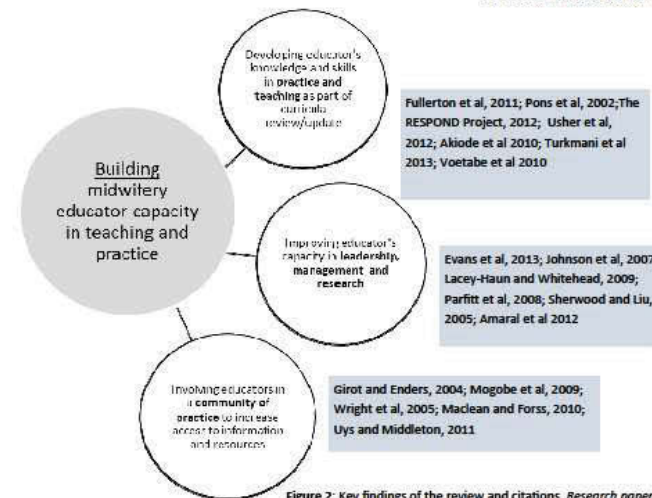 Developing educator's
knowledge and skills
in practice and
teaching as part of
curricula
review/update
Fullerton et al, 2011; Pons et al, 2002;The
RESPOND Project, 2012; Usher et al,
2012; Akiode et al 2010; Turkmani et al
2013; Voetabe et al 2010
Building
midwifery
educator capacity
in teaching and
practice
Improving educator's
capacity in leadership,
management and
research
Evans et al, 2013; Johnson et al, 2007
Lacey-Haun and Whitehead, 2009;
Parfitt et al, 2008; Sherwood and Liu,
2005; Amaral et al 2012
Involving educators in
a community of
practice to increase
access to information
and resources
Girot and Enders, 2004; Mogobe et al, 2009;
Wright et al, 2005; Maclean and Forss, 2010;
Uys and Middleton, 2011
Figure 2: Key findings of the review and citations. Research paper